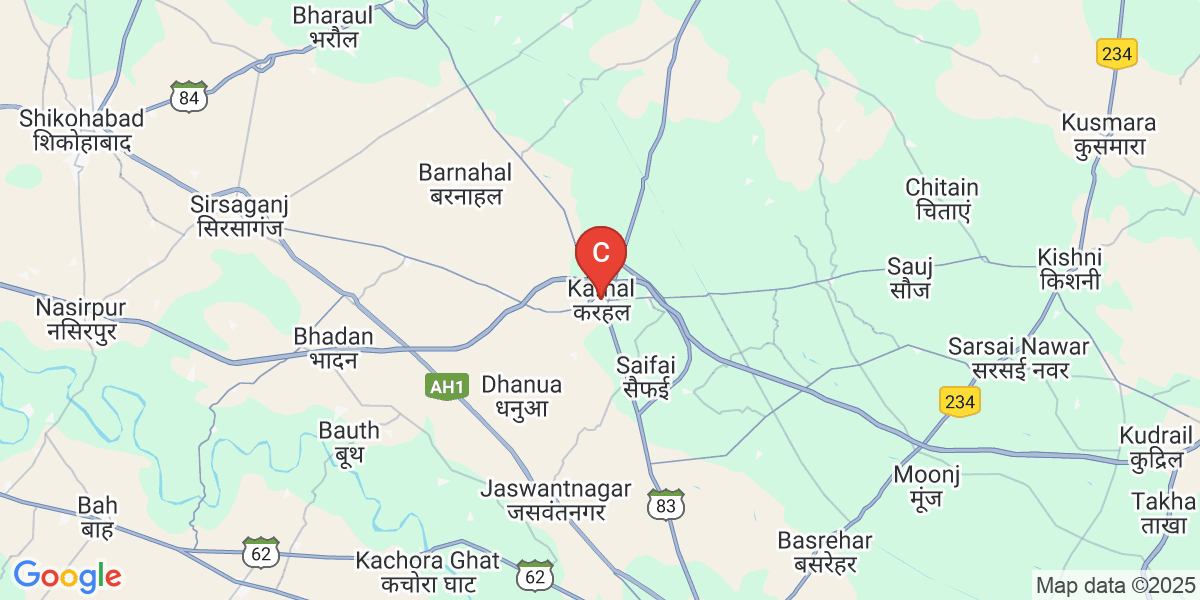 Bharaul
भरौल
234
84
Shikohabad
शिकोहाबाद
Kusmara
कुसमारा
Barnahal
बरनाहल
Chitain
चिताएं
Sirsaganj
सिरसागंज
C
Kishni
किशनी
Sauj
सौज
Karhal
करहल
Nasirpur
नसिरपुर
Bhadan
भादन
Sarsai Nawar
सरसई नवर
Saifai
सैफई
AH1
Dhanua
धनुआ
234
Bauth
बूथ
Kudrail
कुद्रिल
Moonj
मूंज
Jaswantnagar
जसवंतनगर
83
Bah
बाह
Takha
ताखा
Basrehar
बसरेहर
62
Kachora Ghat
कचोरा घाट
62
Google
Map data ©2025